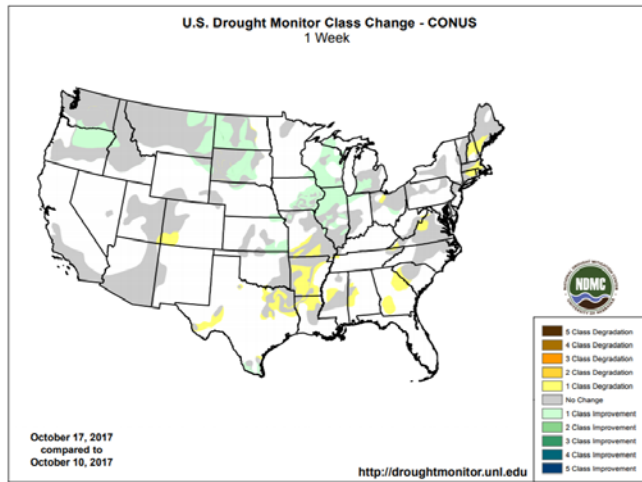 U.S. Drought Monitor Class Change - CONUS
1 Week
NDMC
5 Class Degradation
4 Class Degradation
3 Class Degradation
2 Class Degradation
1 Class Degradation
No Change
1 Class Improvement
2 Class Improvement
3 Class Improvement
4 Class Improvement
5 Class Improvement
October 17, 2017
compared to
October 10, 2017
http://droughtmonitor.unl.edu